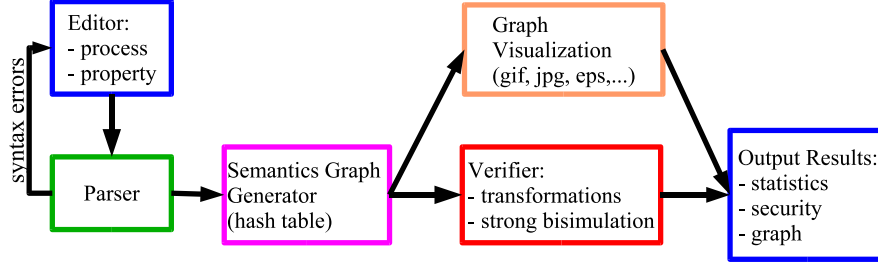 Editor:
- process
- property
syntax errors
Parser
Semantics Graph
Generator
(hash table)
Graph
Visualization
(gif, jpg, eps,...)
Verifier:
- transformations
- strong bisimulation
Output Results:
- statistics
- security
- graph